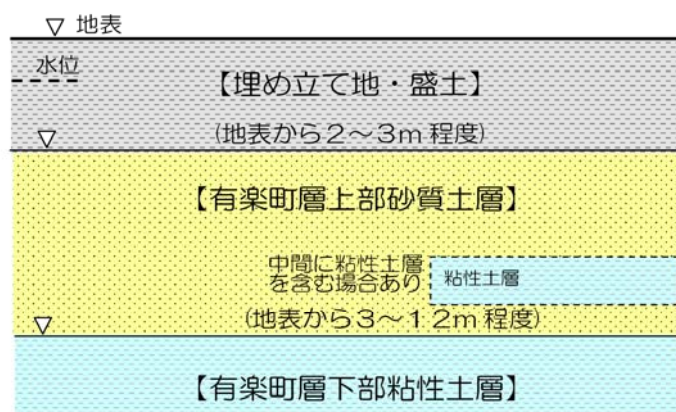 ▽ 地表
水位
【埋め立て地・盛土】
(地表から2～3m 程度)
▽
【有楽町層上部砂質土層】
中間に粘性土層
を含む場合あり
粘性土層
(地表から3～12m 程度)
▽
【有楽町層下部粘性土層】